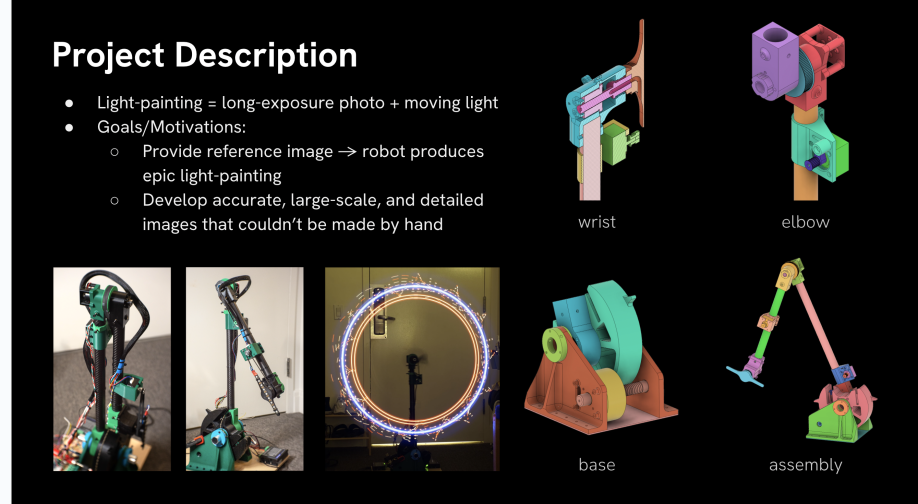 Project Description
● Light-painting = long-exposure photo + moving light
● Goals/Motivations:
○ Provide reference image → robot produces
epic light-painting
○ Develop accurate, large-scale, and detailed
images that couldn’t be made by hand
wrist
elbow
base
assembly